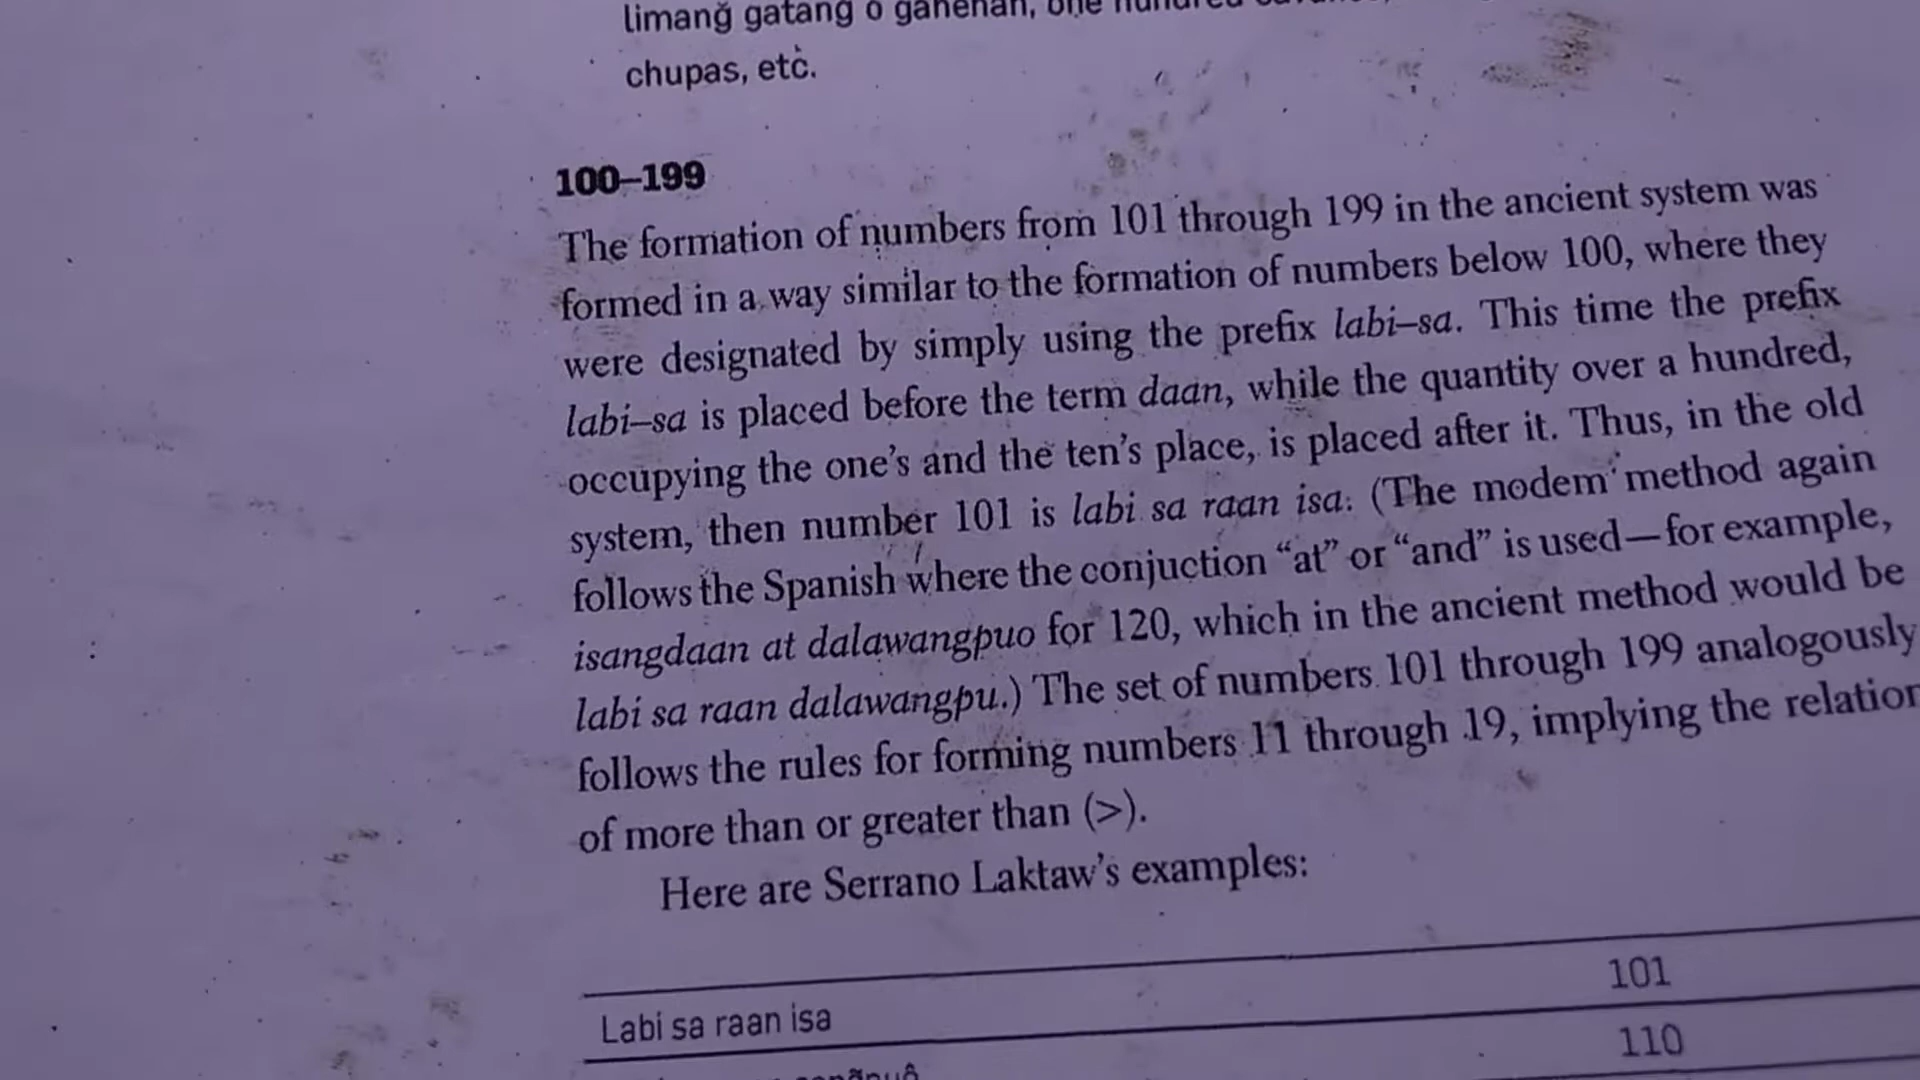 limang̃ gatang o gahenan, one hundred
chupas, etc.
100–199
The formation of numbers from 101 through 199 in the ancient system was
formed in a way similar to the formation of numbers below 100, where they
were designated by simply using the prefix labi–sa. This time the prefix
labi–sa is placed before the term daan, while the quantity over a hundred,
occupying the one's and the ten's place, is placed after it. Thus, in the old
system, then number 101 is labi sa raan isa. (The modem method again
follows the Spanish where the conjuction “at” or “and” is used—for example,
isangdaan at dalawangpuo for 120, which in the ancient method would be
labi sa raan dalawangpu.) The set of numbers 101 through 199 analogously
follows the rules for forming numbers 11 through 19, implying the relation
of more than or greater than (>).
Here are Serrano Laktaw's examples:
Labi sa raan isa 101
110